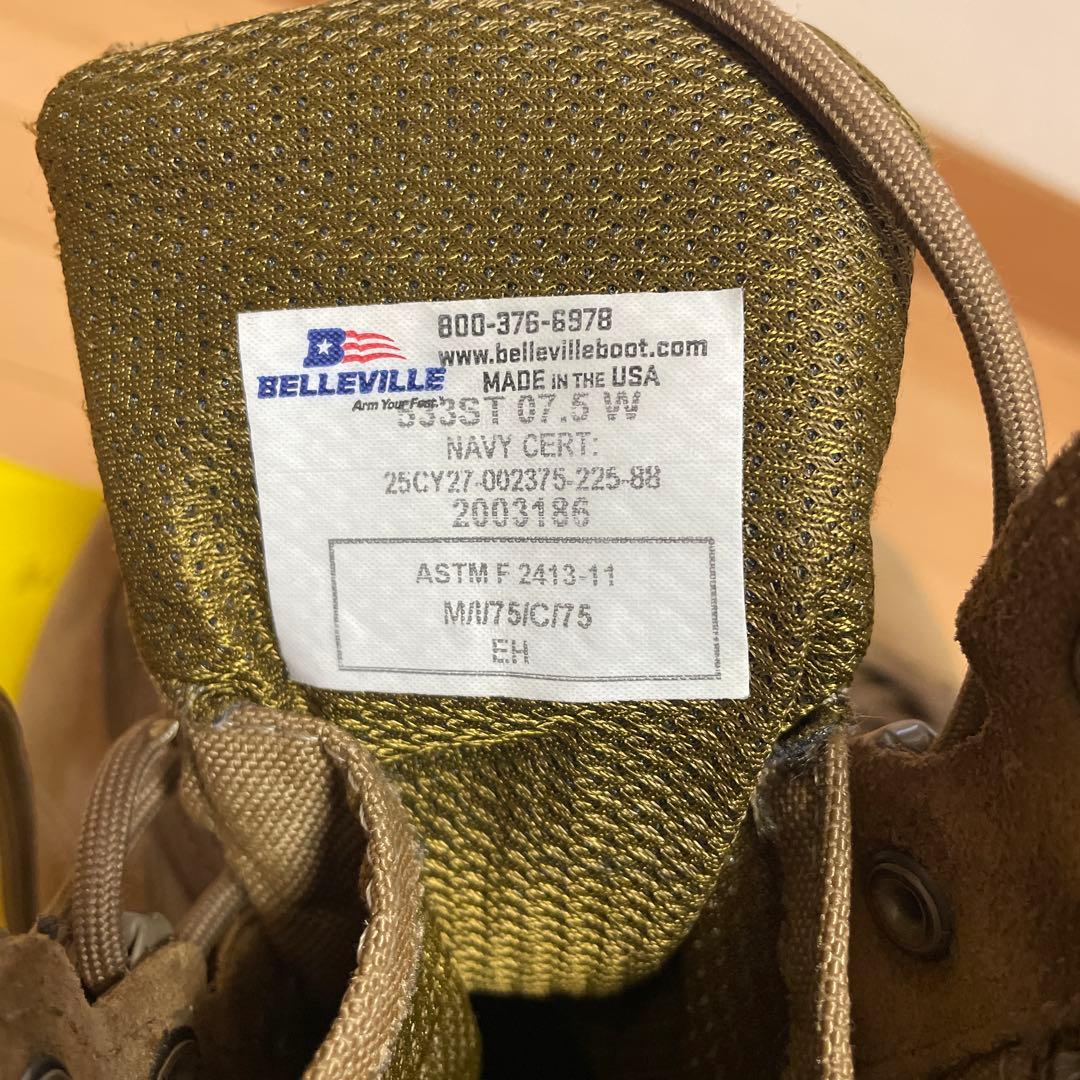 800-376-6978
www.bellevilleboot.com
B
BELLEVILLE
MADE IN THE USA
Arm Your Feet.
533ST 07.5 W
NAVY CERT:
25CY27-002375-225-88
2003186
ASTM F 2413-11
M/I/75/C/75
EH